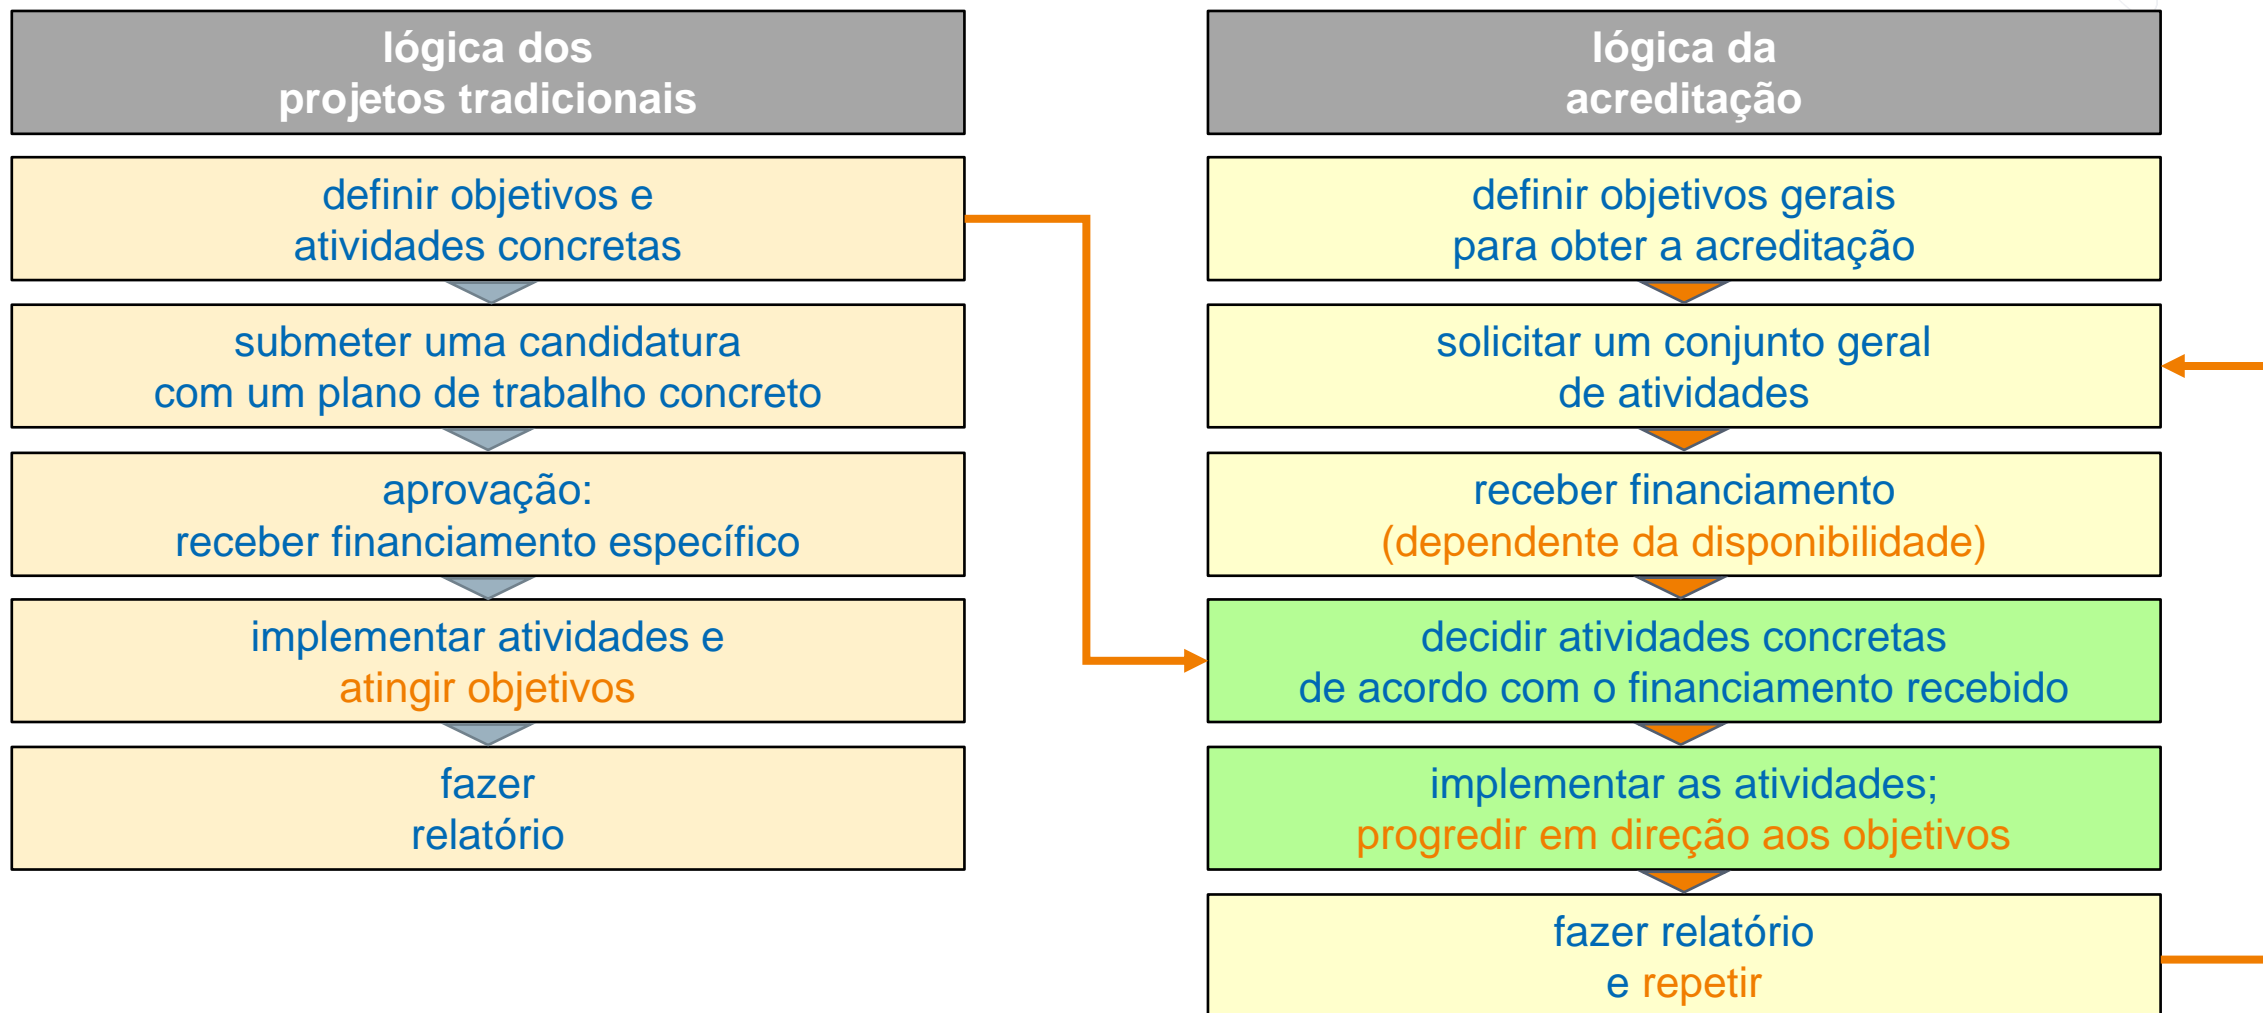 lógica dos
projetos tradicionais
definir objetivos e
atividades concretas
submeter uma candidatura
com um plano de trabalho concreto
aprovação:
receber financiamento específico
implementar atividades e
atingir objetivos
fazer
relatório
lógica da
acreditação
definir objetivos gerais
para obter a acreditação
solicitar um conjunto geral
de atividades
receber financiamento
(dependente da disponibilidade)
decidir atividades concretas
de acordo com o financiamento recebido
implementar as atividades;
progredir em direção aos objetivos
fazer relatório
e repetir